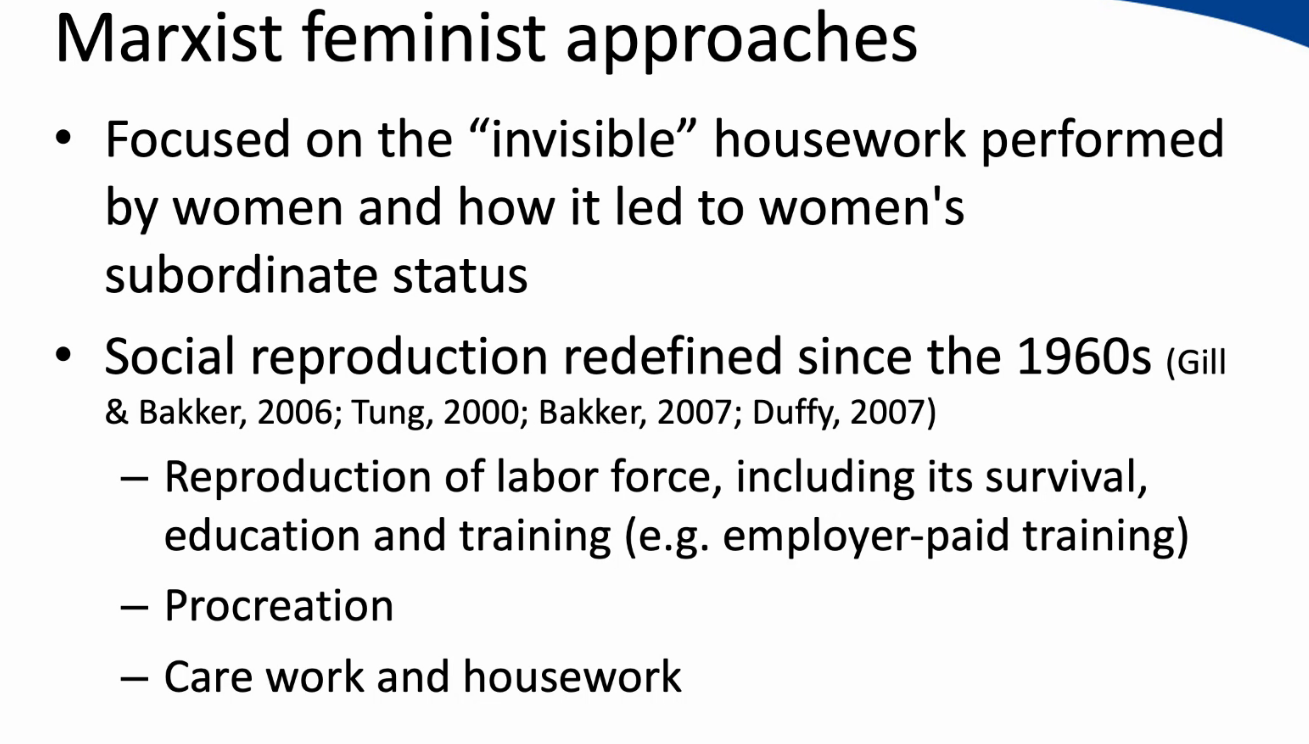 Marxist feminist approaches
• Focused on the “invisible” housework performed
by women and how it led to women's
subordinate status
• Social reproduction redefined since the 1960s (Gill
& Bakker, 2006; Tung, 2000; Bakker, 2007; Duffy, 2007)
– Reproduction of labor force, including its survival,
education and training (e.g. employer-paid training)
– Procreation
– Care work and housework